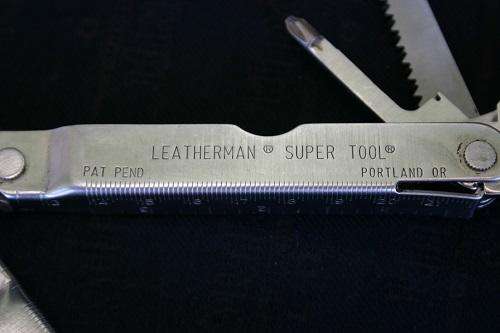 LEATHERMAN® SUPER TOOL®
PAT PEND PORTLAND OR